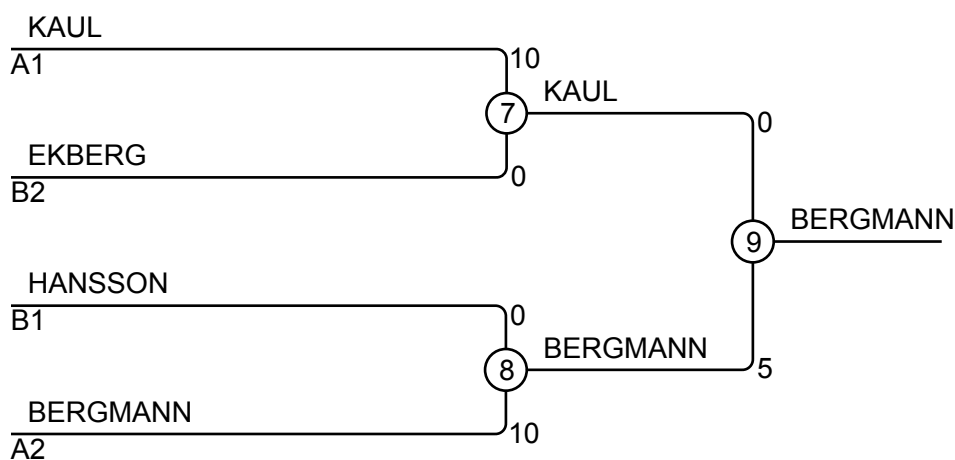 KAUL
A1
10
7
KAUL
0
EKBERG
B2
0
9
BERGMANN
HANSSON
B1
0
8
BERGMANN
5
BERGMANN
A2
10